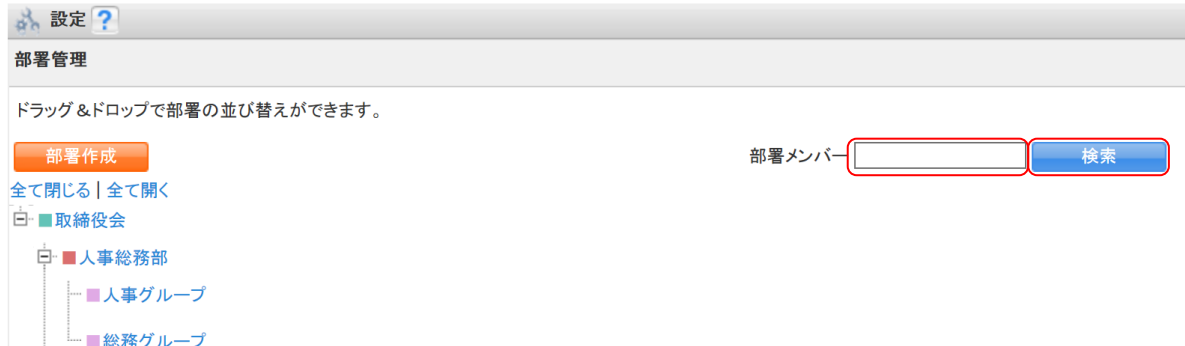 設定 ?
部署管理
ドラッグ&ドロップで部署の並び替えができます。
部署作成 部署メンバー 検索
全て閉じる | 全て開く
取締役会
人事総務部
人事グループ
総務グループ